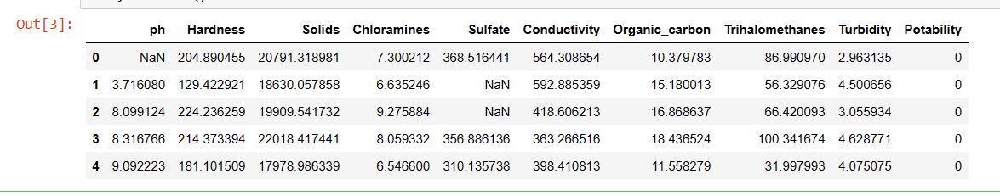 Out[3]:
ph Hardness Solids Chloramines Sulfate Conductivity Organic_carbon Trihalomethanes Turbidity Potability
0 NaN 204.890455 20791.318981 7.300212 368.516441 564.308654 10.379783 86.990970 2.963135 0
1 3.716080 129.422921 18630.057858 6.635246 NaN 592.885359 15.180013 56.329076 4.500656 0
2 8.099124 224.236259 19909.541732 9.275884 NaN 418.606213 16.868637 66.420093 3.055934 0
3 8.316766 214.373394 22018.417441 8.059332 356.886136 363.266516 18.436524 100.341674 4.628771 0
4 9.092223 181.101509 17978.986339 6.546600 310.135738 398.410813 11.558279 31.997993 4.075075 0